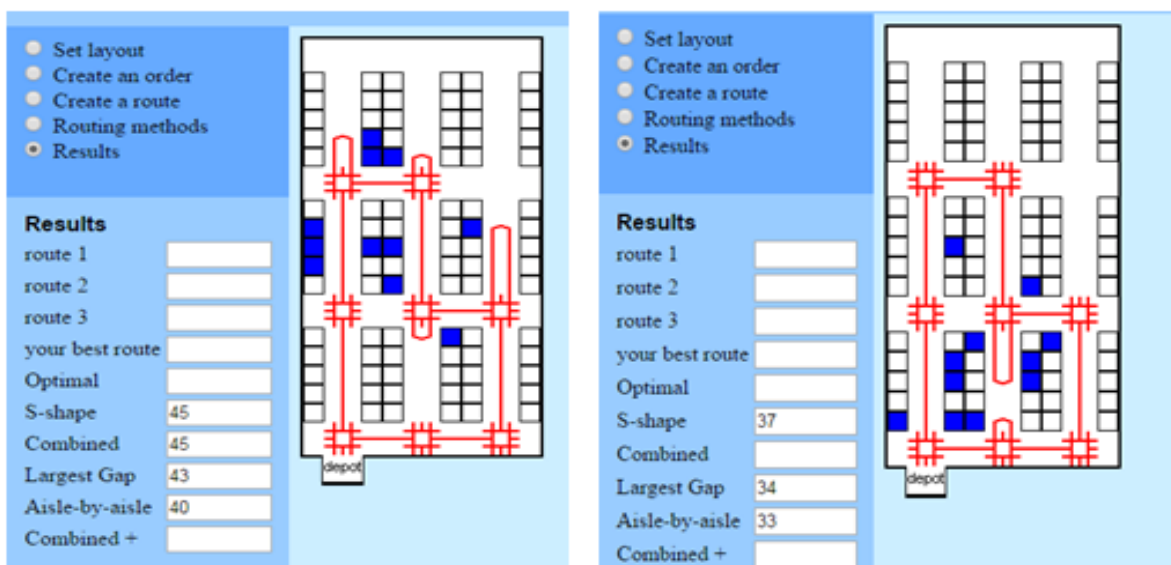 Set layout
Create an order
Create a route
Routing methods
Results
Results
route 1
route 2
route 3
your best route
Optimal
S-shape 45
Combined 45
Largest Gap 43
Aisle-by-aisle 40
Combined +
depot
Set layout
Create an order
Create a route
Routing methods
Results
Results
route 1
route 2
route 3
your best route
Optimal
S-shape 37
Combined
Largest Gap 34
Aisle-by-aisle 33
Combined +
depot